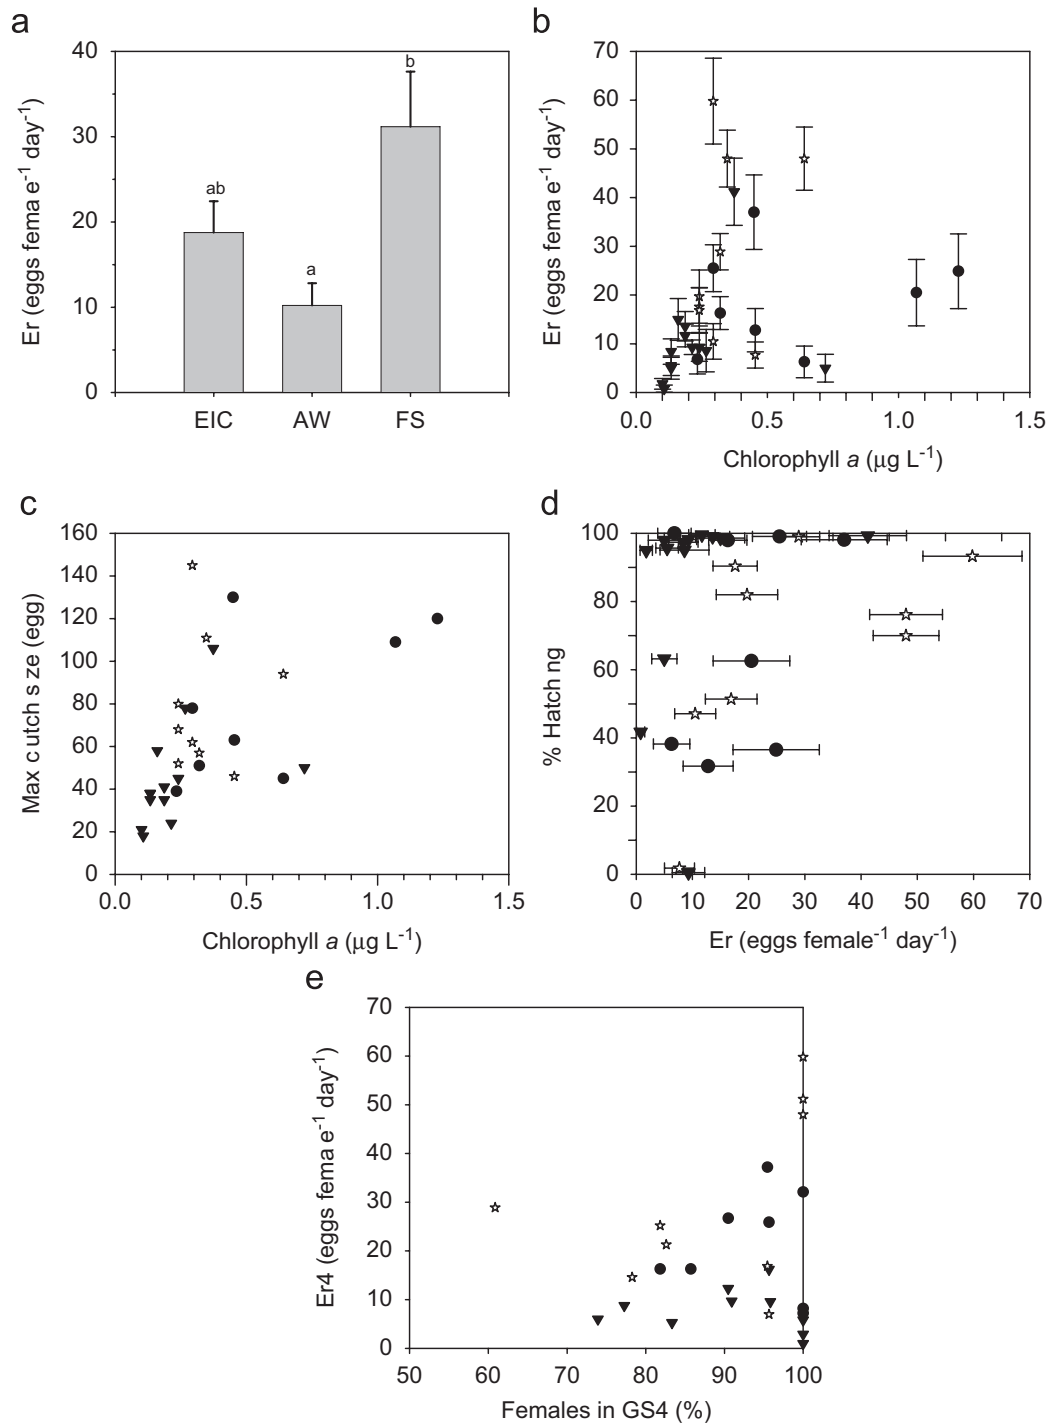 a
40
30
20
10
0
Er (eggs fema e-1 day-1)
ab
a
b
EIC AW FS
b
70
60
50
40
30
20
10
0
Er (eggs fema e-1 day-1)
0.0 0.5 1.0 1.5
Chlorophyll a (µg L-1)
c
160
140
120
100
80
60
40
20
0
Max c utch s ze (egg)
0.0 0.5 1.0 1.5
Chlorophyll a (µg L-1)
d
100
80
60
40
20
0
% Hatch ng
0 10 20 30 40 50 60 70
Er (eggs female-1 day-1)
e
70
60
50
40
30
20
10
0
Er4 (eggs fema e-1 day-1)
50 60 70 80 90 100
Females in GS4 (%)